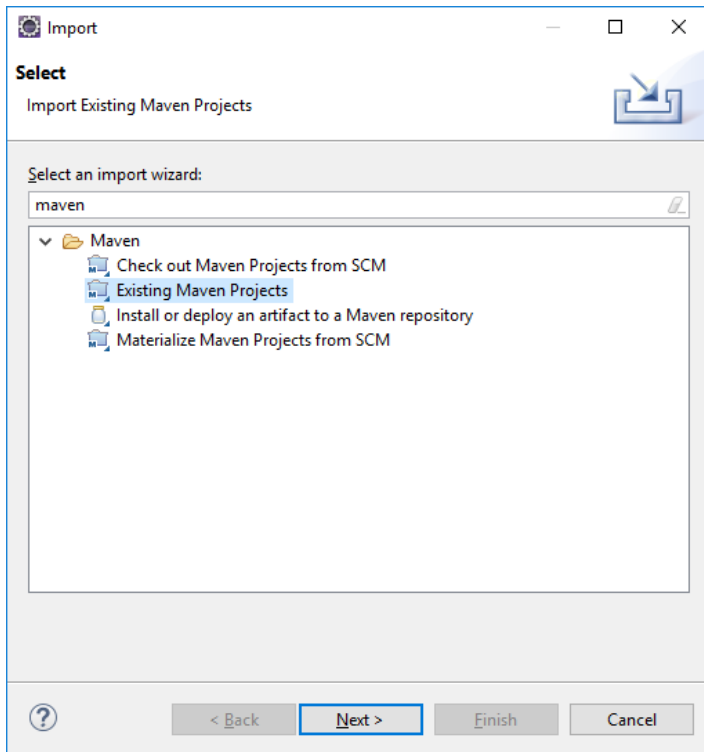 Import
Select
Import Existing Maven Projects
Select an import wizard:
maven
Maven
Check out Maven Projects from SCM
Existing Maven Projects
Install or deploy an artifact to a Maven repository
Materialize Maven Projects from SCM
? < Back Next > Finish Cancel